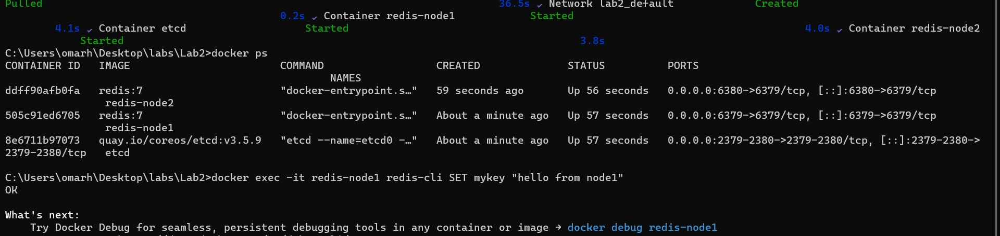 Pulled 36.5s ✓ Network lab2_default Created
0.2s ✓ Container redis-node1 Started
4.1s ✓ Container etcd Started 4.0s ✓ Container redis-node2
Started 3.8s
C:\Users\omarh\Desktop\labs\Lab2>docker ps
CONTAINER ID IMAGE COMMAND CREATED STATUS PORTS
NAMES
ddff90afb0fa redis:7 "docker-entrypoint.s…" 59 seconds ago Up 56 seconds 0.0.0.0:6380->6379/tcp, [::]:6380->6379/tcp
redis-node2
505c91ed6705 redis:7 "docker-entrypoint.s…" About a minute ago Up 57 seconds 0.0.0.0:6379->6379/tcp, [::]:6379->6379/tcp
redis-node1
8e6711b97073 quay.io/coreos/etcd:v3.5.9 "etcd --name=etcd0 -…" About a minute ago Up 57 seconds 0.0.0.0:2379-2380->2379-2380/tcp, [::]:2379-2380->
2379-2380/tcp etcd
C:\Users\omarh\Desktop\labs\Lab2>docker exec -it redis-node1 redis-cli SET mykey "hello from node1"
OK
What's next:
Try Docker Debug for seamless, persistent debugging tools in any container or image → docker debug redis-node1